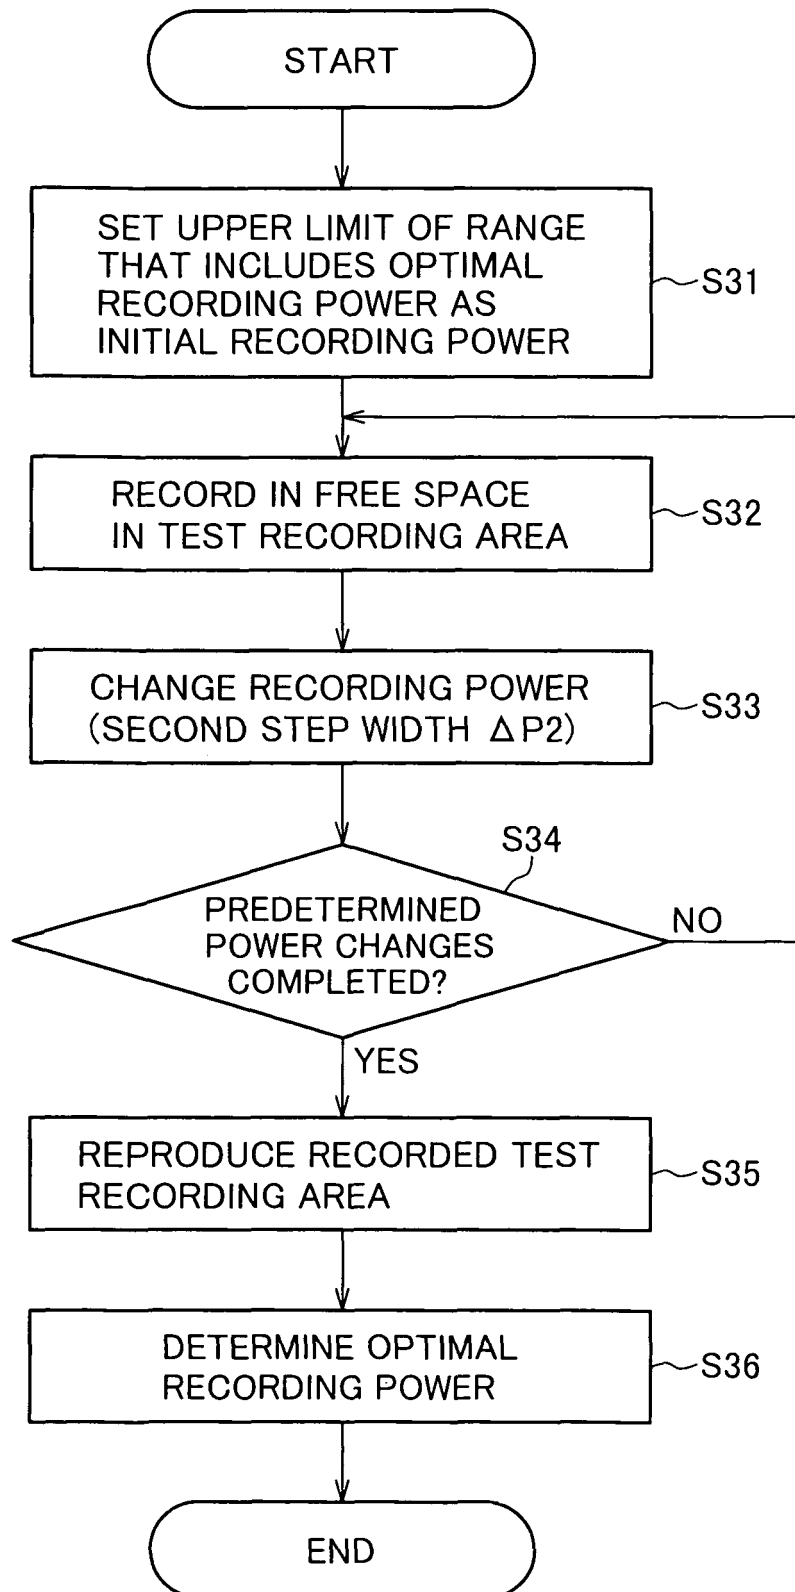 START
SET UPPER LIMIT OF RANGE
THAT INCLUDES OPTIMAL
RECORDING POWER AS
INITIAL RECORDING POWER
S31
RECORD IN FREE SPACE
IN TEST RECORDING AREA
S32
CHANGE RECORDING POWER
(SECOND STEP WIDTH ΔP2)
S33
S34
PREDETERMINED
POWER CHANGES
COMPLETED?
NO
YES
REPRODUCE RECORDED TEST
RECORDING AREA
S35
DETERMINE OPTIMAL
RECORDING POWER
S36
END